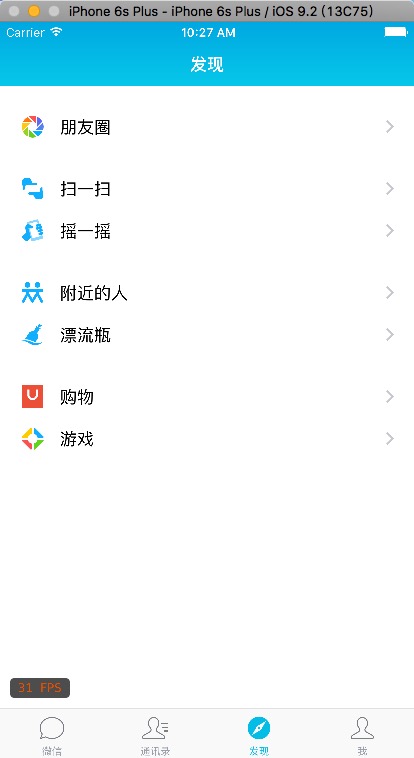 iPhone 6s Plus - iPhone 6s Plus / iOS 9.2 (13C75)
Carrier 10:27 AM
发现
朋友圈
扫一扫
摇一摇
附近的人
漂流瓶
购物
游戏
31 FPS
微信 通讯录 发现 我